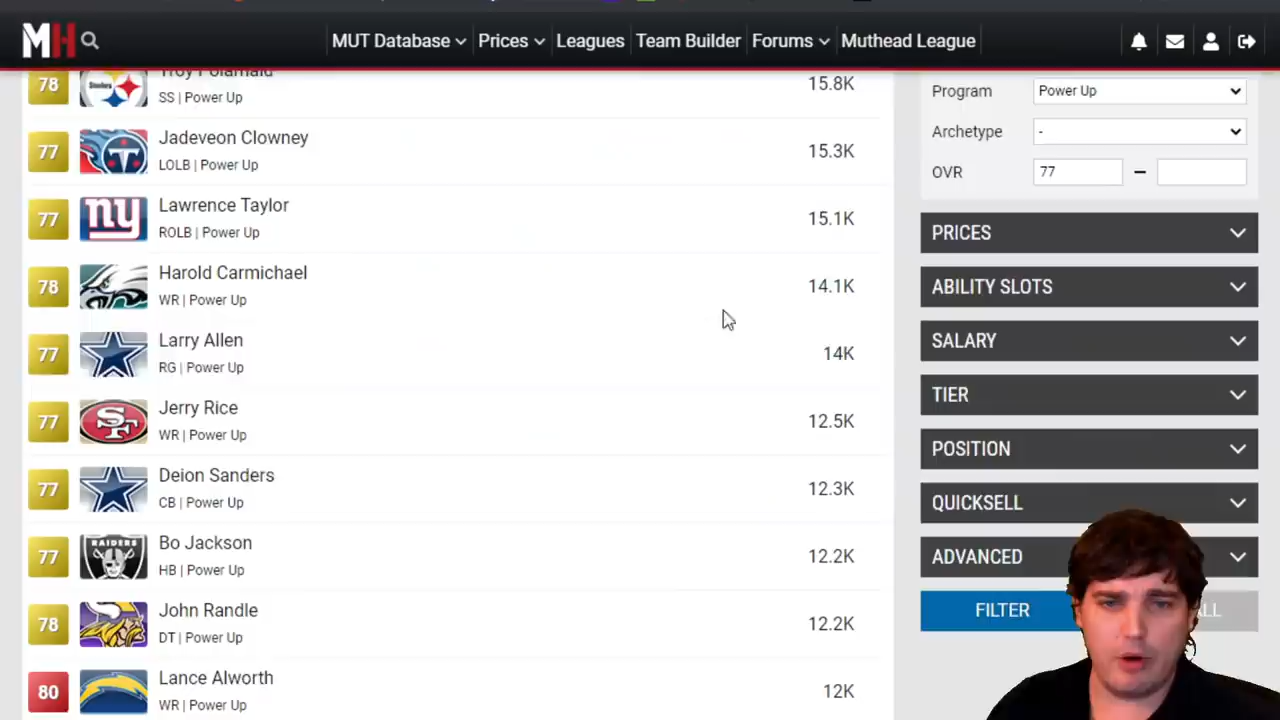 MH
MUT Database
Prices
Leagues
Team Builder
Forums
Muthead League
78
Steelers
Troy Polamalu
SS | Power Up
15.8K
77
Jadeveon Clowney
LOLB | Power Up
15.3K
77
ny
Lawrence Taylor
ROLB | Power Up
15.1K
78
Harold Carmichael
WR | Power Up
14.1K
77
Larry Allen
RG | Power Up
14K
77
SF
Jerry Rice
WR | Power Up
12.5K
77
Deion Sanders
CB | Power Up
12.3K
77
RAIDERS
Bo Jackson
HB | Power Up
12.2K
78
John Randle
DT | Power Up
12.2K
80
Lance Alworth
WR | Power Up
12K
Program
Power Up
Archetype
-
OVR
77
–
PRICES
ABILITY SLOTS
SALARY
TIER
POSITION
QUICKSELL
ADVANCED
FILTER